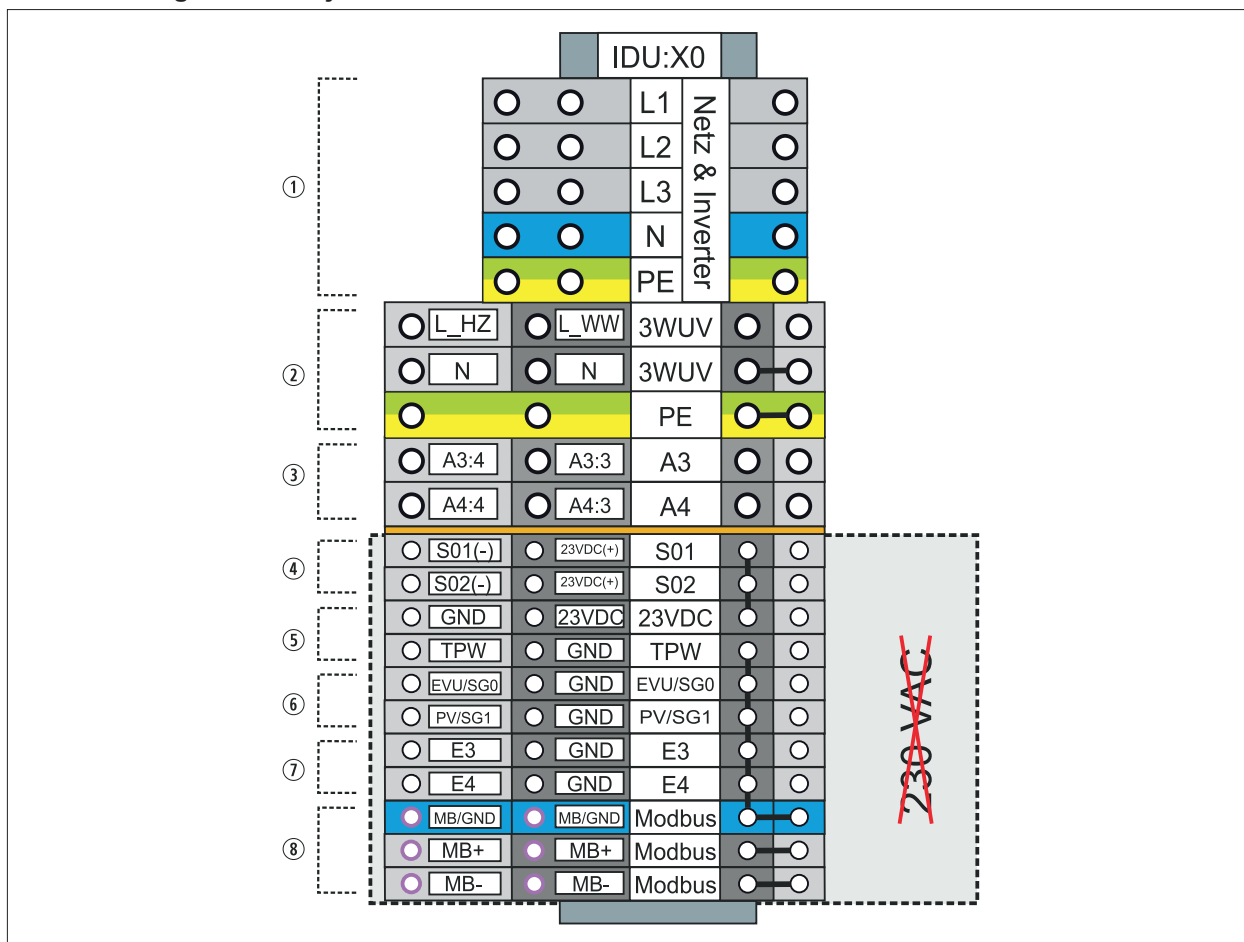 IDU:X0
① L1 Netz & Inverter
L2
L3
N
PE
② L_HZ L_WW 3WUV
N N 3WUV
PE
③ A3:4 A3:3 A3
A4:4 A4:3 A4
④ S01(-) 23VDC(+) S01
S02(-) 23VDC(+) S02
⑤ GND 23VDC 23VDC
TPW GND TPW
⑥ EVU/SG0 GND EVU/SG0
PV/SG1 GND PV/SG1
⑦ E3 GND E3
E4 GND E4
⑧ MB/GND MB/GND Modbus
MB+ MB+ Modbus
MB- MB- Modbus
230 VAC